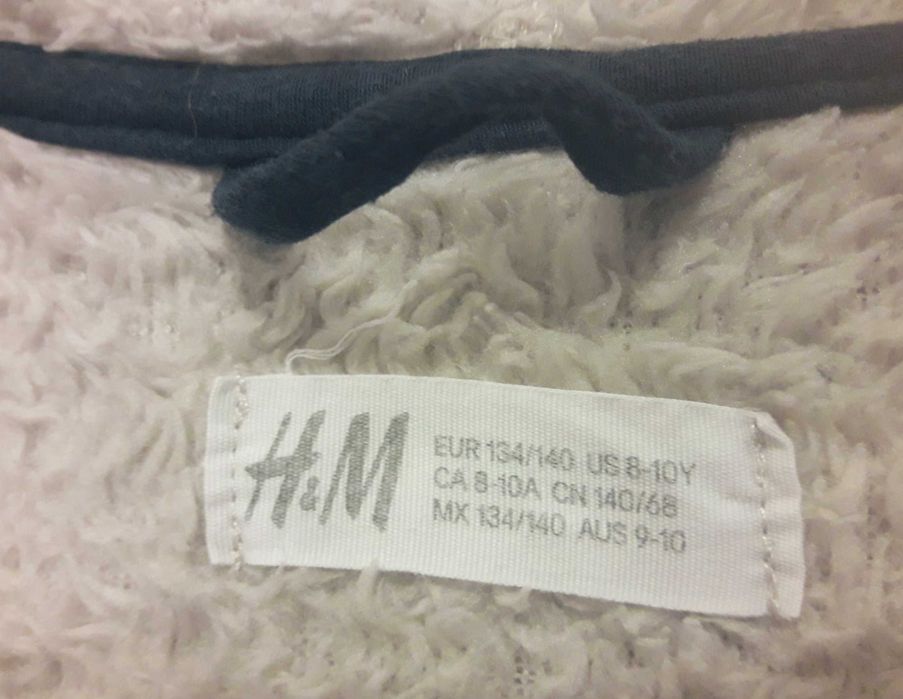 H&M
EUR 134/140 US 8-10Y
CA 8-10A CN 140/68
MX 134/140 AUS 9-10